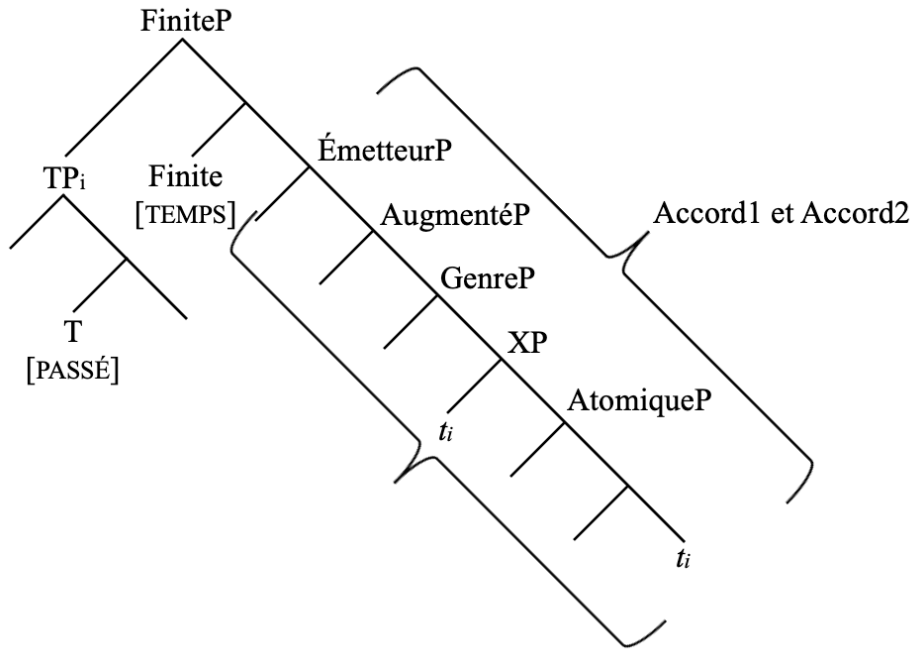 FiniteP
ÉmetteurP
TPi
Finite
[TEMPS]
AugmentéP
Accord1 et Accord2
GenreP
T
[PASSÉ]
XP
AtomiqueP
ti
ti